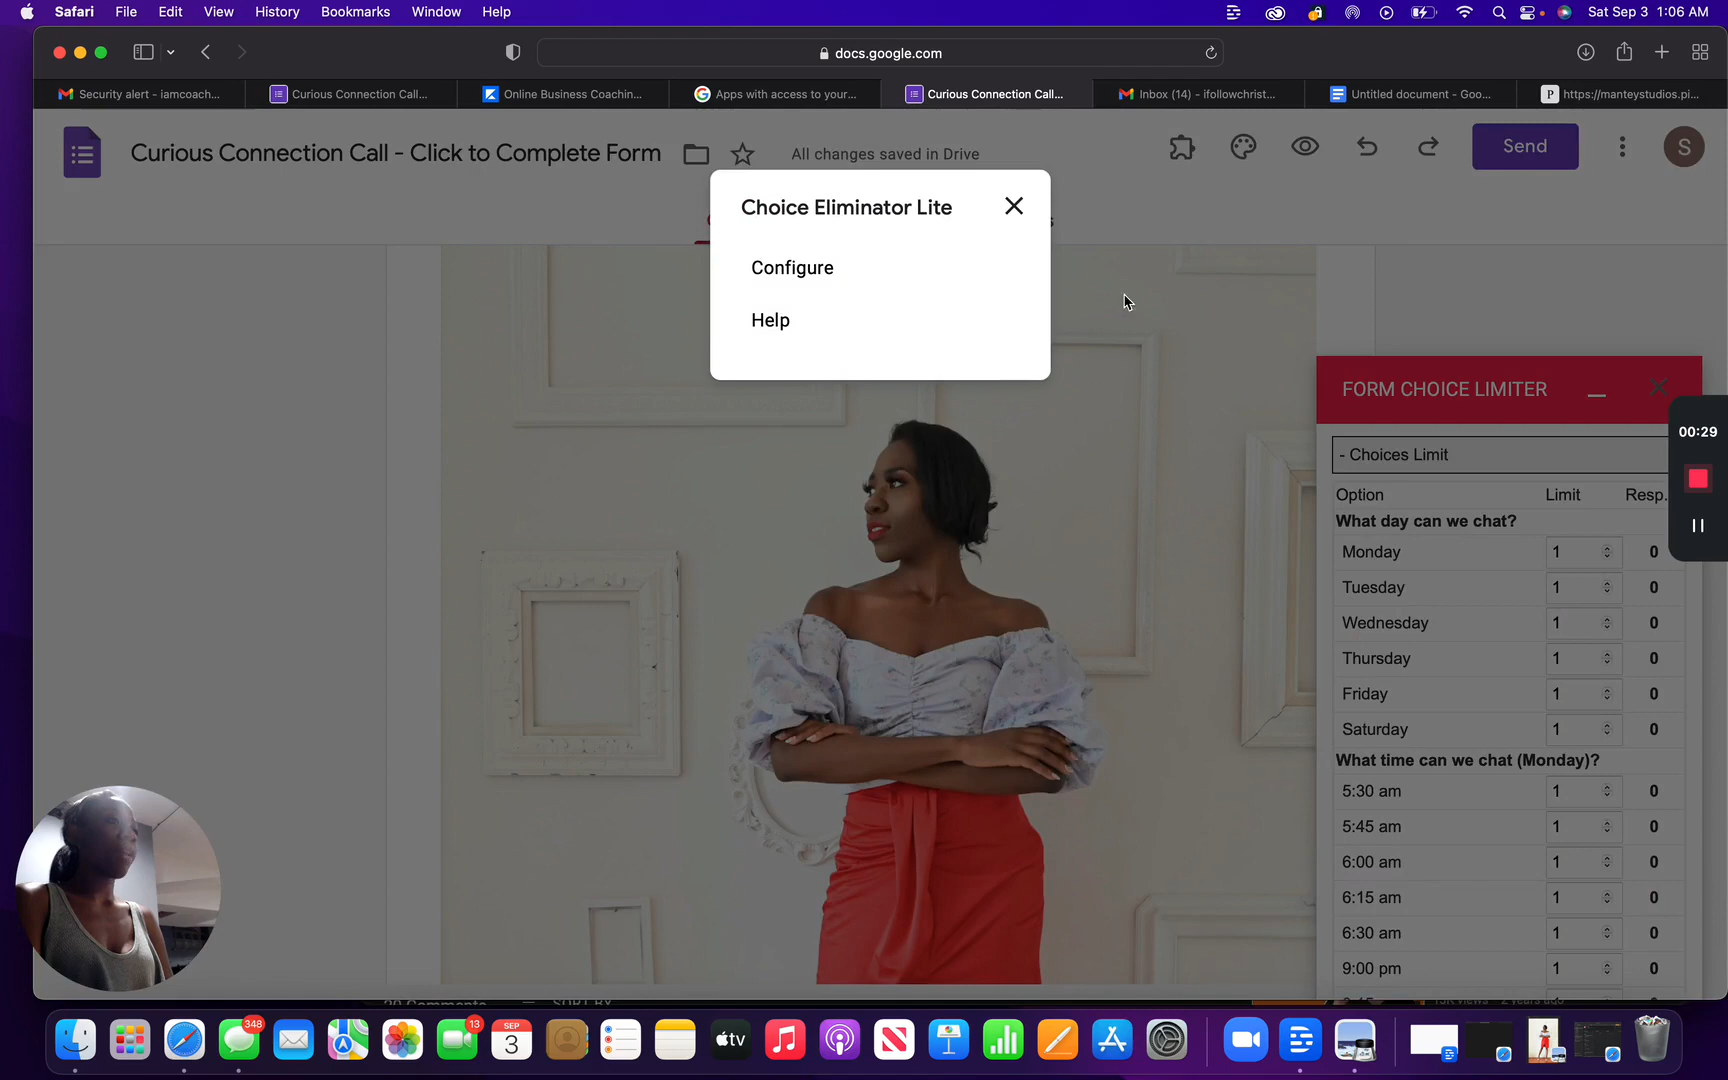 Safari File Edit View History Bookmarks Window Help Sat Sep 3 1:06 AM
docs.google.com
Security alert - iamcoach... Curious Connection Call... Online Business Coachin... Apps with access to your... Curious Connection Call... Inbox (14) - ifollowchrist... Untitled document - Goo... P https://manteystudios.pi...
Curious Connection Call - Click to Complete Form All changes saved in Drive Send S
Choice Eliminator Lite
Configure
Help
FORM CHOICE LIMITER
00:29
- Choices Limit
Option Limit Resp.
What day can we chat?
Monday 1 0
Tuesday 1 0
Wednesday 1 0
Thursday 1 0
Friday 1 0
Saturday 1 0
What time can we chat (Monday)?
5:30 am 1 0
5:45 am 1 0
6:00 am 1 0
6:15 am 1 0
6:30 am 1 0
9:00 pm 1 0
348
13
SEP
3
tv